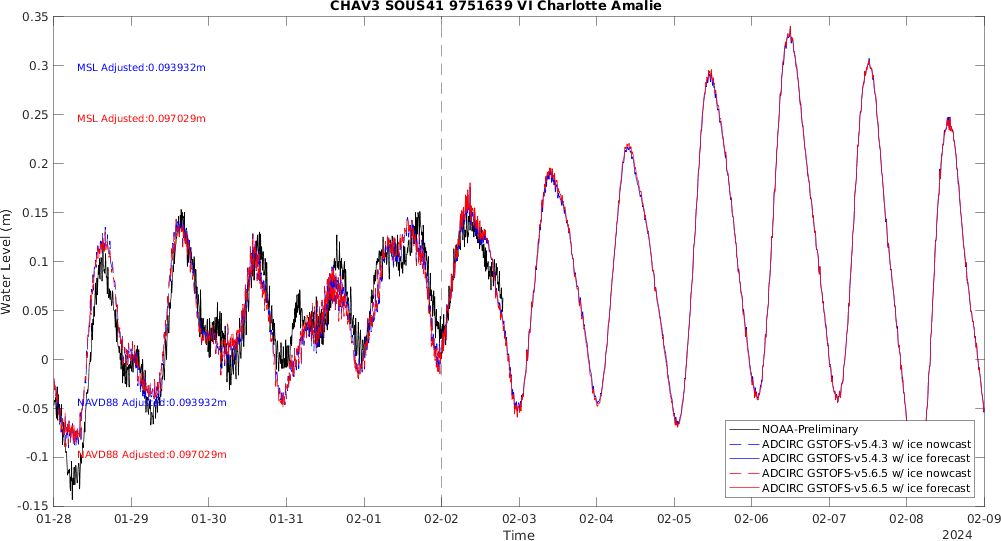 CHAV3 SOUS41 9751639 VI Charlotte Amalie
0.35
0.3
0.25
0.2
0.15
0.1
0.05
0
-0.05
-0.1
-0.15
Water Level (m)
MSL Adjusted:0.093932m
MSL Adjusted:0.097029m
NAVD88 Adjusted:0.093932m
NAVD88 Adjusted:0.097029m
NOAA-Preliminary
ADCIRC GSTOFS-v5.4.3 w/ ice nowcast
ADCIRC GSTOFS-v5.4.3 w/ ice forecast
ADCIRC GSTOFS-v5.6.5 w/ ice nowcast
ADCIRC GSTOFS-v5.6.5 w/ ice forecast
01-28 01-29 01-30 01-31 02-01 02-02 02-03 02-04 02-05 02-06 02-07 02-08 02-09
Time
2024